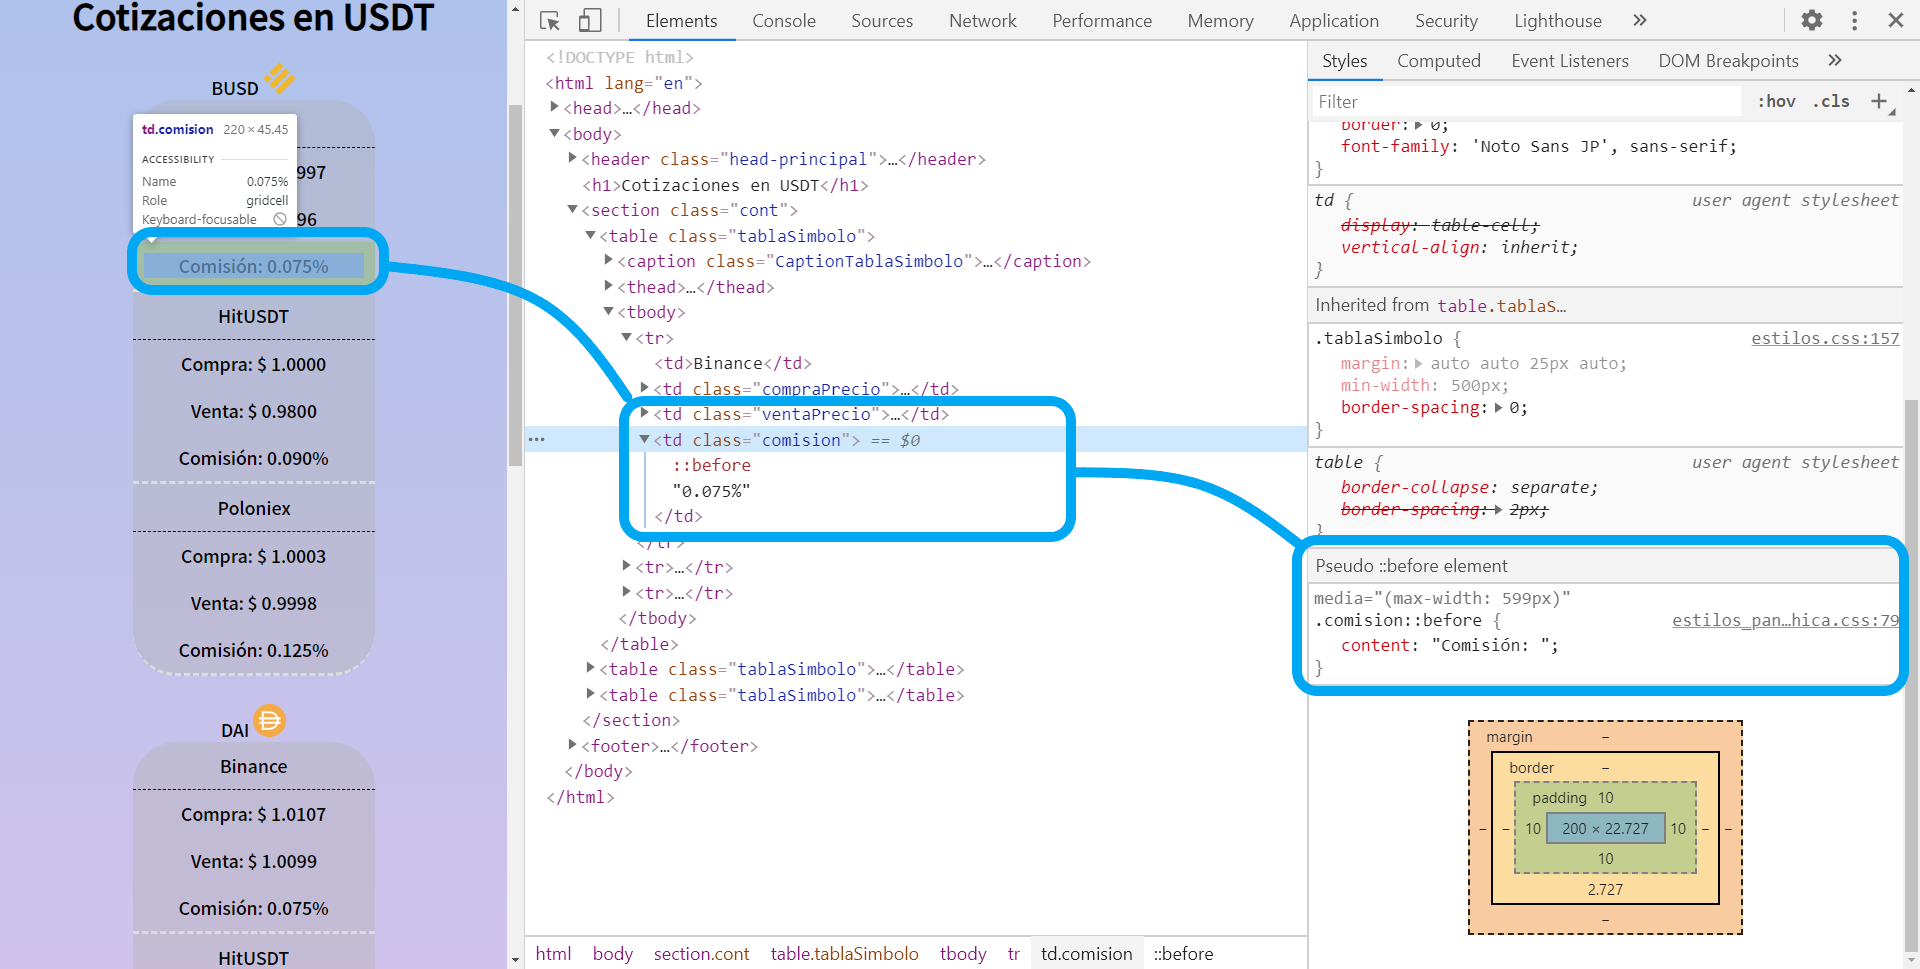 Cotizaciones en USDT
BUSD
td.comision 220 × 45.45
ACCESSIBILITY
Name 0.075%
Role gridcell
Keyboard-focusable
997
96
Comisión: 0.075%
HitUSDT
Compra: $ 1.0000
Venta: $ 0.9800
Comisión: 0.090%
Poloniex
Compra: $ 1.0003
Venta: $ 0.9998
Comisión: 0.125%
DAI
Binance
Compra: $ 1.0107
Venta: $ 1.0099
Comisión: 0.075%
HitUSDT
Elements Console Sources Network Performance Memory Application Security Lighthouse »
<!DOCTYPE html>
<html lang="en">
<head>…</head>
<body>
<header class="head-principal">…</header>
<h1>Cotizaciones en USDT</h1>
<section class="cont">
<table class="tablaSimbolo">
<caption class="CaptionTablaSimbolo">…</caption>
<thead>…</thead>
<tbody>
<tr>
<td>Binance</td>
<td class="compraPrecio">…</td>
<td class="ventaPrecio">…</td>
<td class="comision"> == $0
::before
"0.075%"
</td>
</tr>
<tr>…</tr>
<tr>…</tr>
</tbody>
</table>
<table class="tablaSimbolo">…</table>
<table class="tablaSimbolo">…</table>
</section>
<footer>…</footer>
</body>
</html>
html body section.cont table.tablaSimbolo tbody tr td.comision ::before
Styles Computed Event Listeners DOM Breakpoints »
Filter :hov .cls +
border: 0;
font-family: 'Noto Sans JP', sans-serif;
}
td { user agent stylesheet
display: table-cell;
vertical-align: inherit;
}
Inherited from table.tablaS…
.tablaSimbolo { estilos.css:157
margin: auto auto 25px auto;
min-width: 500px;
border-spacing: 0;
}
table { user agent stylesheet
border-collapse: separate;
border-spacing: 2px;
}
Pseudo ::before element
media="(max-width: 599px)"
.comision::before { estilos_pan…hica.css:79
content: "Comisión: ";
}
margin –
border –
padding 10
– – 10 200 × 22.727 10 – –
10
2.727
–